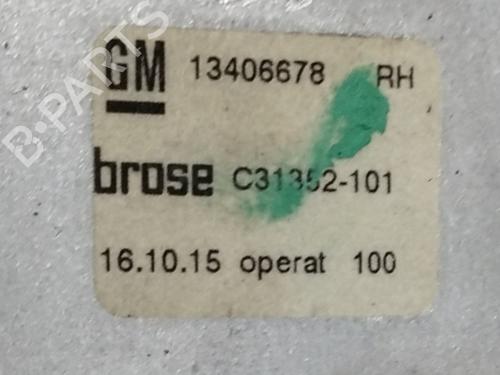 GM 13406678 RH
brose C31352-101
16.10.15 operat 100
B-PARTS